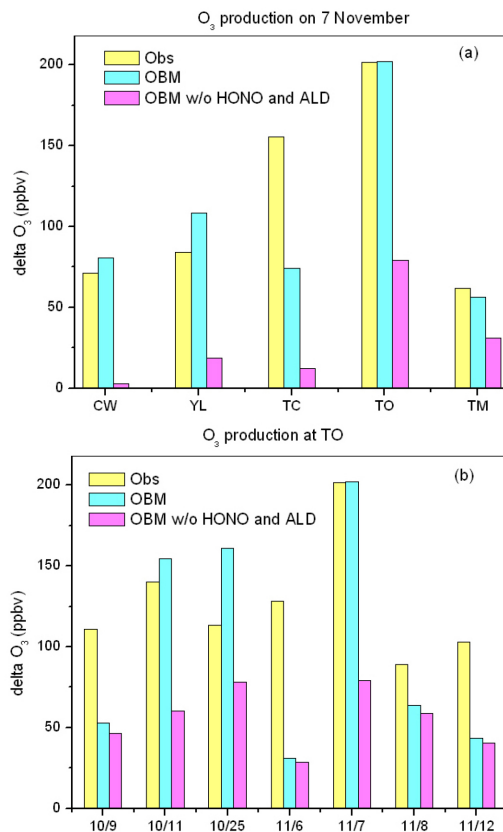 O₃ production on 7 November
(a)
Obs
OBM
OBM w/o HONO and ALD
200
150
100
50
0
delta O₃ (ppbv)
CW YL TC TO TM
O₃ production at TO
(b)
Obs
OBM
OBM w/o HONO and ALD
200
150
100
50
0
delta O₃ (ppbv)
10/9 10/11 10/25 11/6 11/7 11/8 11/12